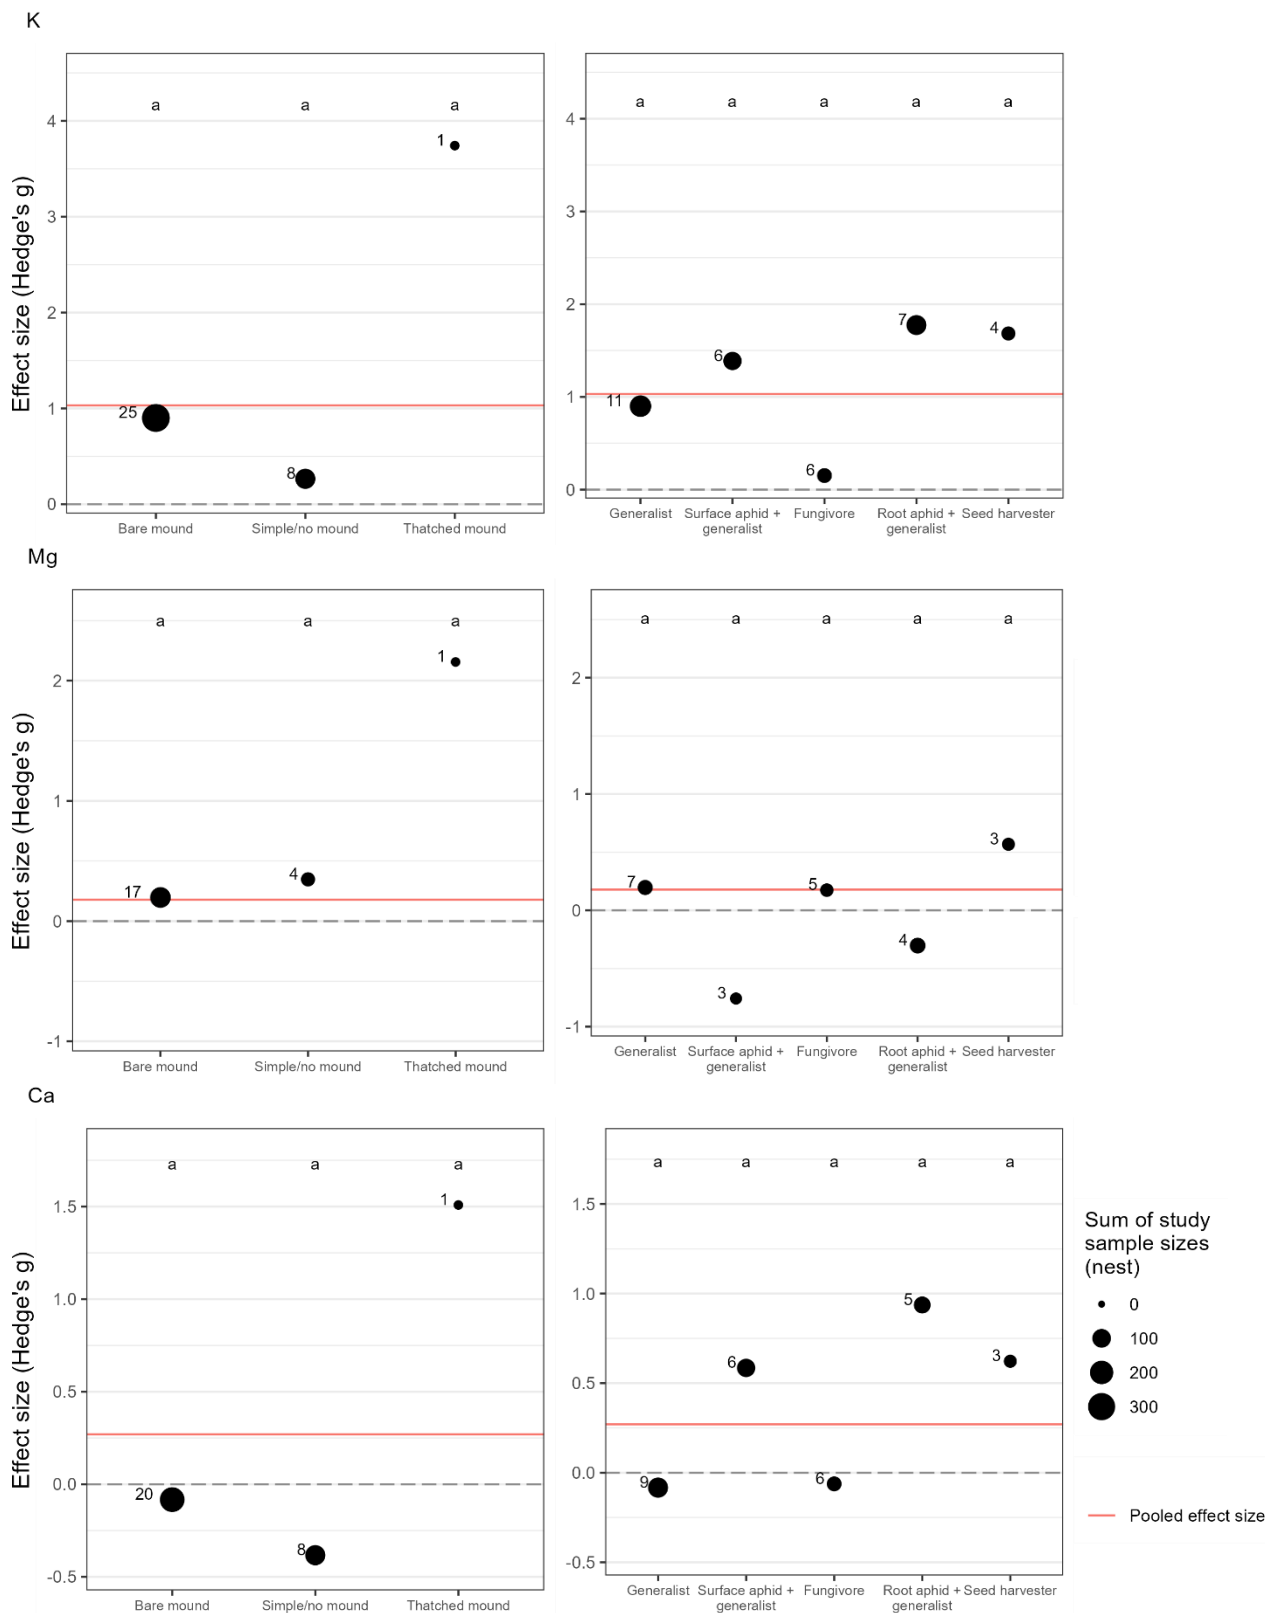 K
Effect size (Hedge's g)
4
3
2
1
0
a a a
1
25
8
Bare mound Simple/no mound Thatched mound
4
3
2
1
0
a a a a a
11
6
6
7
4
Generalist Surface aphid + Fungivore Root aphid + Seed harvester
generalist generalist
Mg
Effect size (Hedge's g)
2
1
0
-1
a a a
17
4
1
Bare mound Simple/no mound Thatched mound
2
1
0
-1
a a a a a
7
3
5
4
3
Generalist Surface aphid + Fungivore Root aphid + Seed harvester
generalist generalist
Ca
Effect size (Hedge's g)
1.5
1.0
0.5
0.0
-0.5
a a a
20
8
1
Bare mound Simple/no mound Thatched mound
1.5
1.0
0.5
0.0
-0.5
a a a a a
9
6
6
5
3
Generalist Surface aphid + Fungivore Root aphid + Seed harvester
generalist generalist
Sum of study
sample sizes
(nest)
0
100
200
300
Pooled effect size